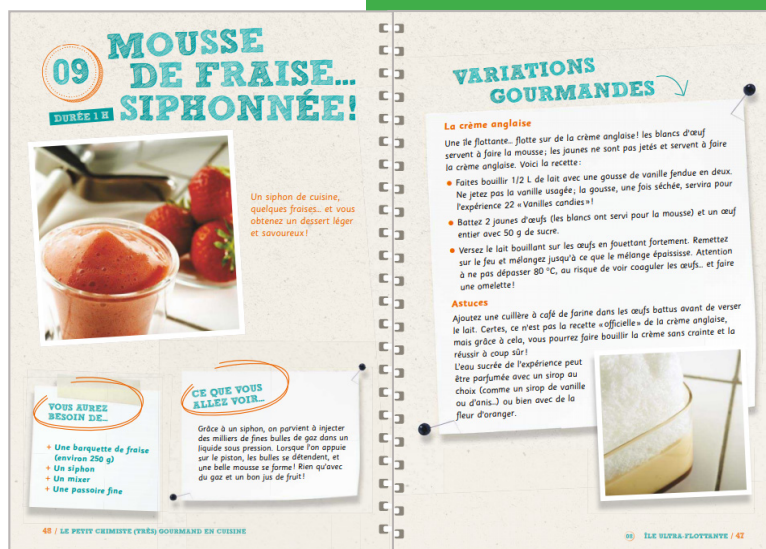 09
MOUSSE
DE FRAISE...
SIPHONNÉE!
DURÉE 1 H
Un siphon de cuisine,
quelques fraises... et vous
obtenez un dessert léger
et savoureux!
VOUS AUREZ
BESOIN DE...
+ Une barquette de fraise
(environ 250 g)
+ Un siphon
+ Un mixer
+ Une passoire fine
CE QUE VOUS
ALLEZ VOIR...
Grâce à un siphon, on parvient à injecter
des milliers de fines bulles de gaz dans un
liquide sous pression. Lorsque l'on appuie
sur le piston, les bulles se détendent, et
une belle mousse se forme! Rien qu'avec
du gaz et un bon jus de fruit!
48 / LE PETIT CHIMISTE (TRÈS) GOURMAND EN CUISINE
VARIATIONS
GOURMANDES
La crème anglaise
Une île flottante... flotte sur de la crème anglaise! les blancs d'œuf
servent à faire la mousse; les jaunes ne sont pas jetés et servent à faire
la crème anglaise. Voici la recette:
• Faites bouillir 1/2 L de lait avec une gousse de vanille fendue en deux.
Ne jetez pas la vanille usagée; la gousse, une fois séchée, servira pour
l'expérience 22 «Vanilles candies»!
• Battez 2 jaunes d'œufs (les blancs ont servi pour la mousse) et un œuf
entier avec 50 g de sucre.
• Versez le lait bouillant sur les œufs en fouettant fortement. Remettez
sur le feu et mélangez jusqu'à ce que le mélange épaississe. Attention
à ne pas dépasser 80 °C, au risque de voir coaguler les œufs... et faire
une omelette!
Astuces
Ajoutez une cuillère à café de farine dans les œufs battus avant de verser
le lait. Certes, ce n'est pas la recette «officielle» de la crème anglaise,
mais grâce à cela, vous pourrez faire bouillir la crème sans crainte et la
réussir à coup sûr!
L'eau sucrée de l'expérience peut
être parfumée avec un sirop au
choix (comme un sirop de vanille
ou d'anis...) ou bien avec de la
fleur d'oranger.
08 ÎLE ULTRA-FLOTTANTE / 47